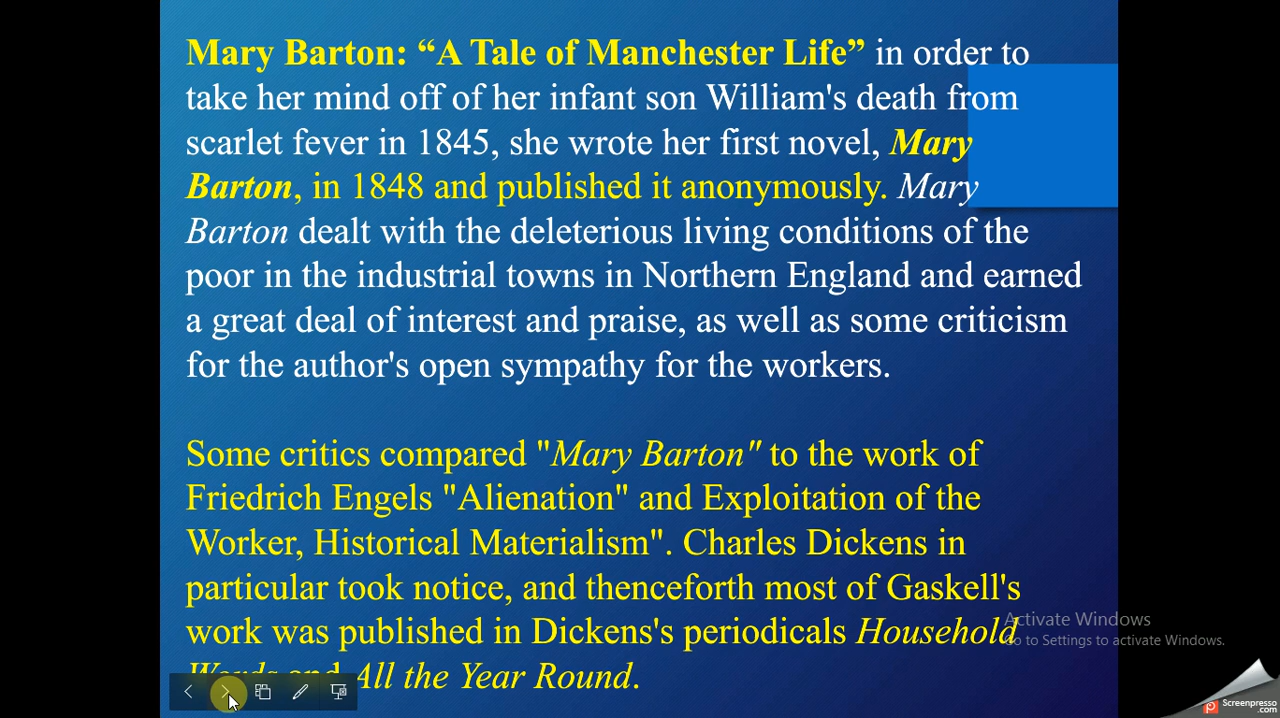 Mary Barton: “A Tale of Manchester Life” in order to
take her mind off of her infant son William's death from
scarlet fever in 1845, she wrote her first novel, Mary
Barton, in 1848 and published it anonymously. Mary
Barton dealt with the deleterious living conditions of the
poor in the industrial towns in Northern England and earned
a great deal of interest and praise, as well as some criticism
for the author's open sympathy for the workers.
Some critics compared "Mary Barton" to the work of
Friedrich Engels "Alienation" and Exploitation of the
Worker, Historical Materialism". Charles Dickens in
particular took notice, and thenceforth most of Gaskell's
work was published in Dickens's periodicals Household
Words and All the Year Round.
Activate Windows
Go to Settings to activate Windows.
Screenpresso
.com